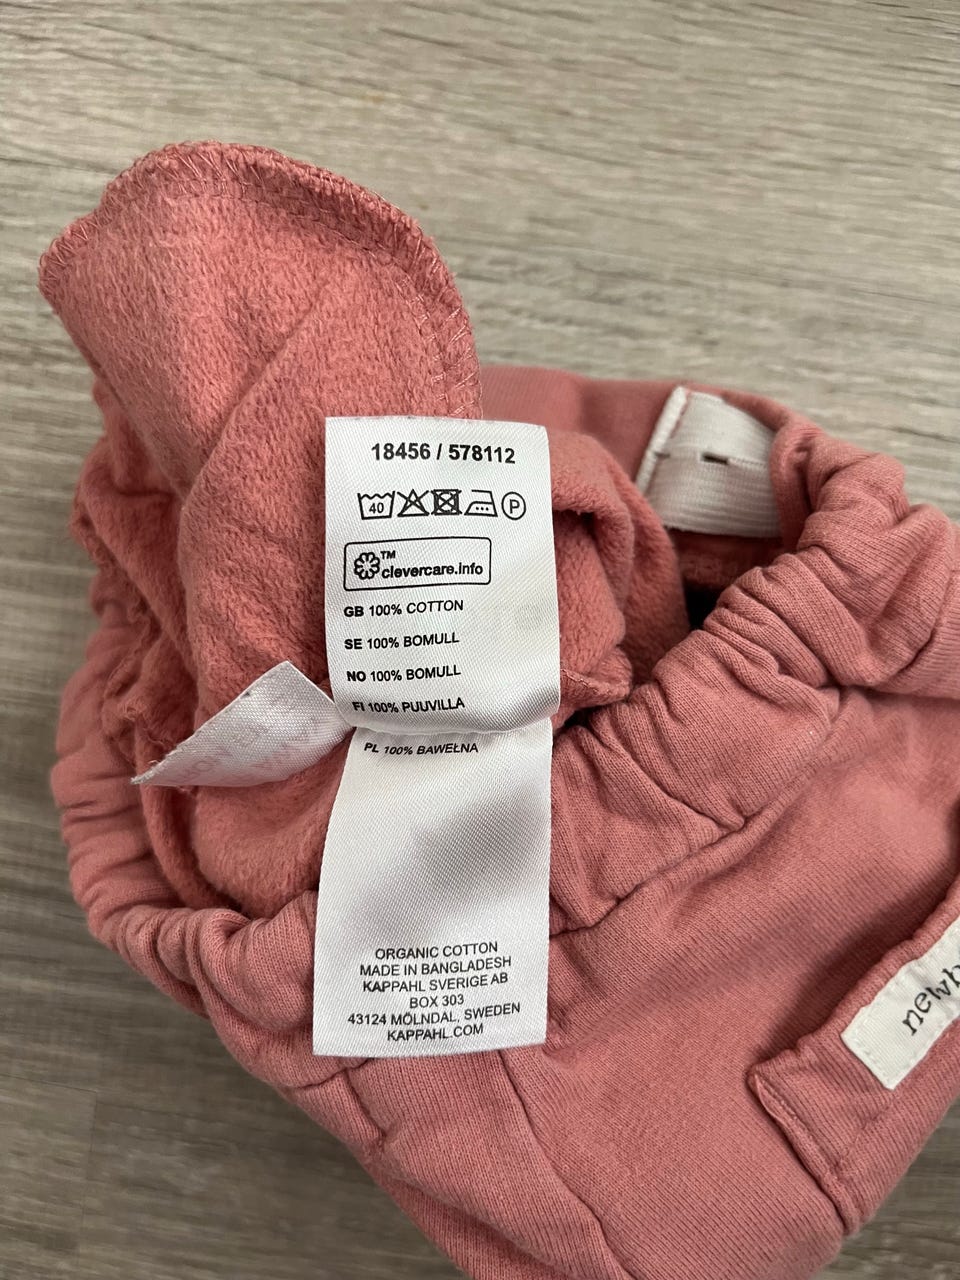 18456 / 578112
40 P
TM
clevercare.info
GB 100% COTTON
SE 100% BOMULL
NO 100% BOMULL
FI 100% PUUVILLA
PL 100% BAWEŁNA
ORGANIC COTTON
MADE IN BANGLADESH
KAPPAHL SVERIGE AB
BOX 303
43124 MÖLNDAL, SWEDEN
KAPPAHL.COM